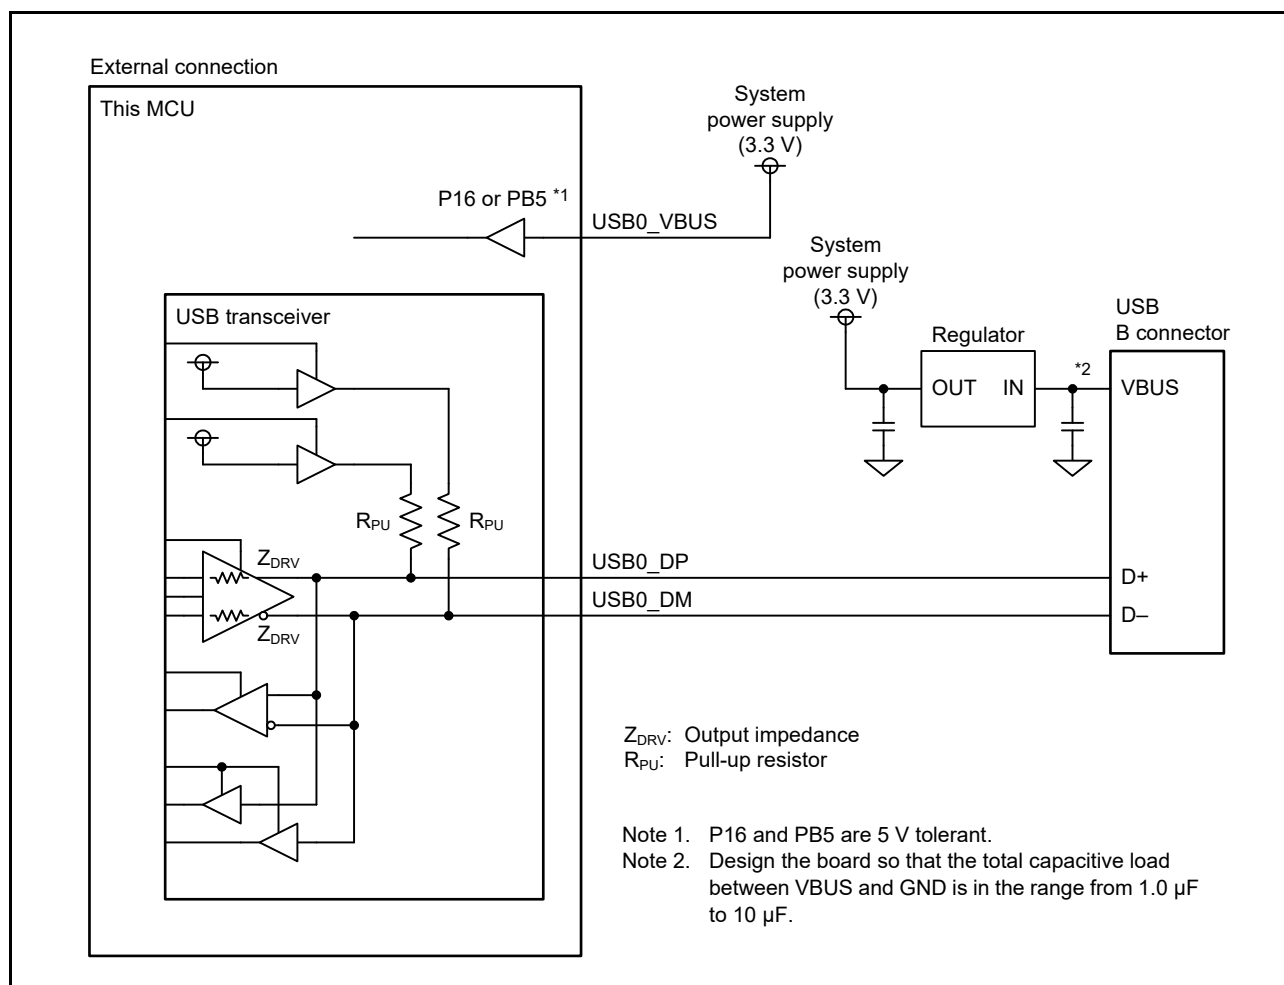 External connection
This MCU
System
power supply
(3.3 V)
P16 or PB5 *1
USB0_VBUS
System
power supply
(3.3 V)
USB
B connector
USB transceiver
Regulator
*2
OUT IN
VBUS
RPU
RPU
ZDRV
USB0_DP
D+
USB0_DM
D–
ZDRV
ZDRV: Output impedance
RPU: Pull-up resistor
Note 1. P16 and PB5 are 5 V tolerant.
Note 2. Design the board so that the total capacitive load
between VBUS and GND is in the range from 1.0 µF
to 10 µF.